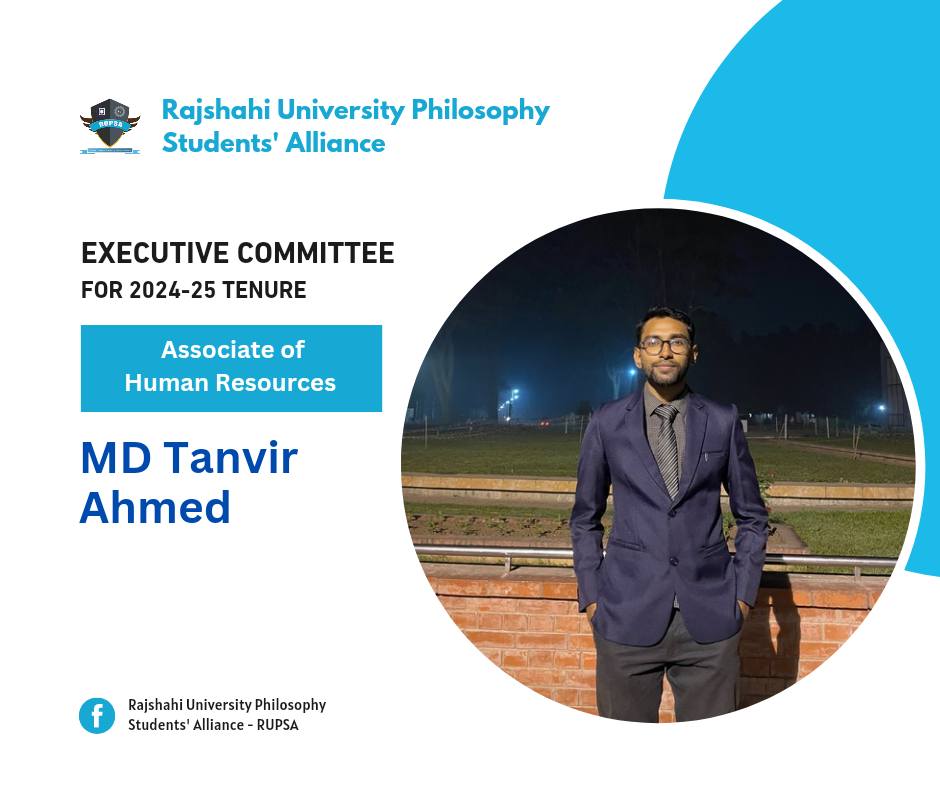 RUPSA
Rajshahi University Philosophy
Students' Alliance
EXECUTIVE COMMITTEE
FOR 2024-25 TENURE
Associate of
Human Resources
MD Tanvir
Ahmed
Rajshahi University Philosophy
Students' Alliance - RUPSA